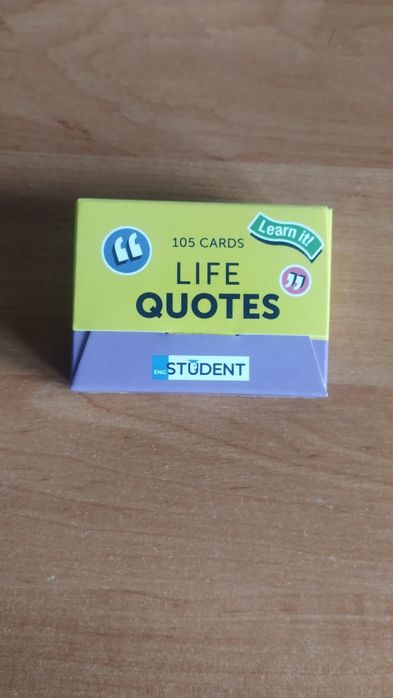 105 CARDS
Learn it!
“
LIFE
”
QUOTES
ENG STUDENT